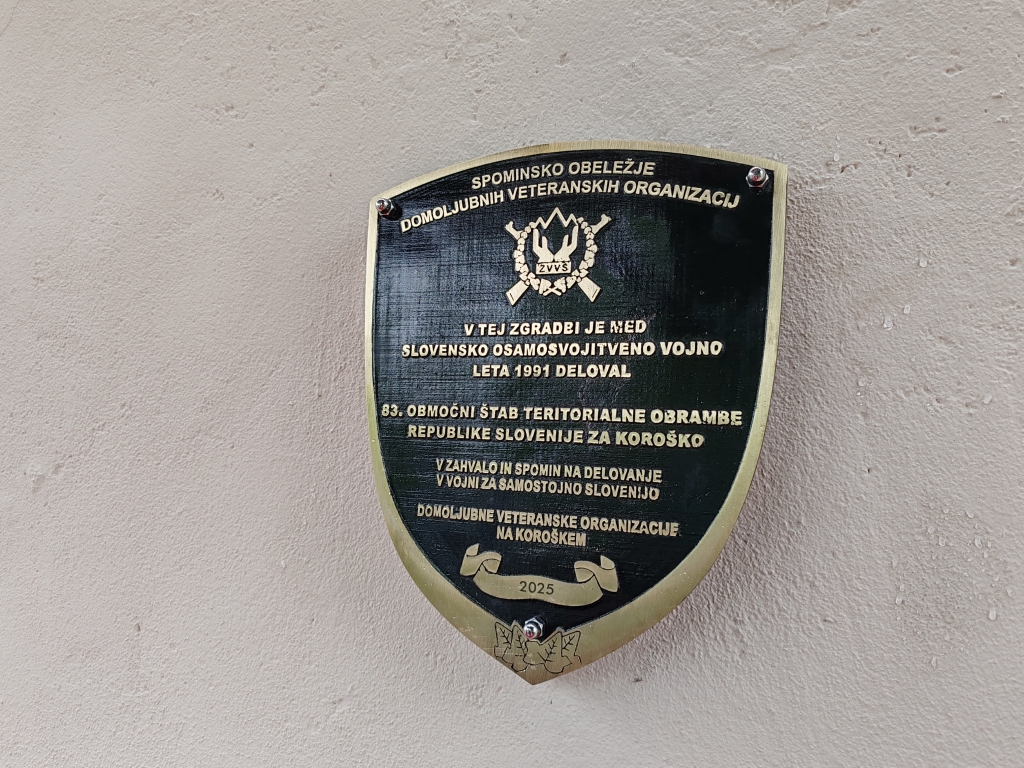 SPOMINSKO OBELEŽJE
DOMOLJUBNIH VETERANSKIH ORGANIZACIJ
ZVVS
V TEJ ZGRADBI JE MED
SLOVENSKO OSAMOSVOJITVENO VOJNO
LETA 1991 DELOVAL
83. OBMOČNI ŠTAB TERITORIALNE OBRAMBE
REPUBLIKE SLOVENIJE ZA KOROŠKO
V ZAHVALO IN SPOMIN NA DELOVANJE
V VOJNI ZA SAMOSTOJNO SLOVENIJO
DOMOLJUBNE VETERANSKE ORGANIZACIJE
NA KOROŠKEM
2025